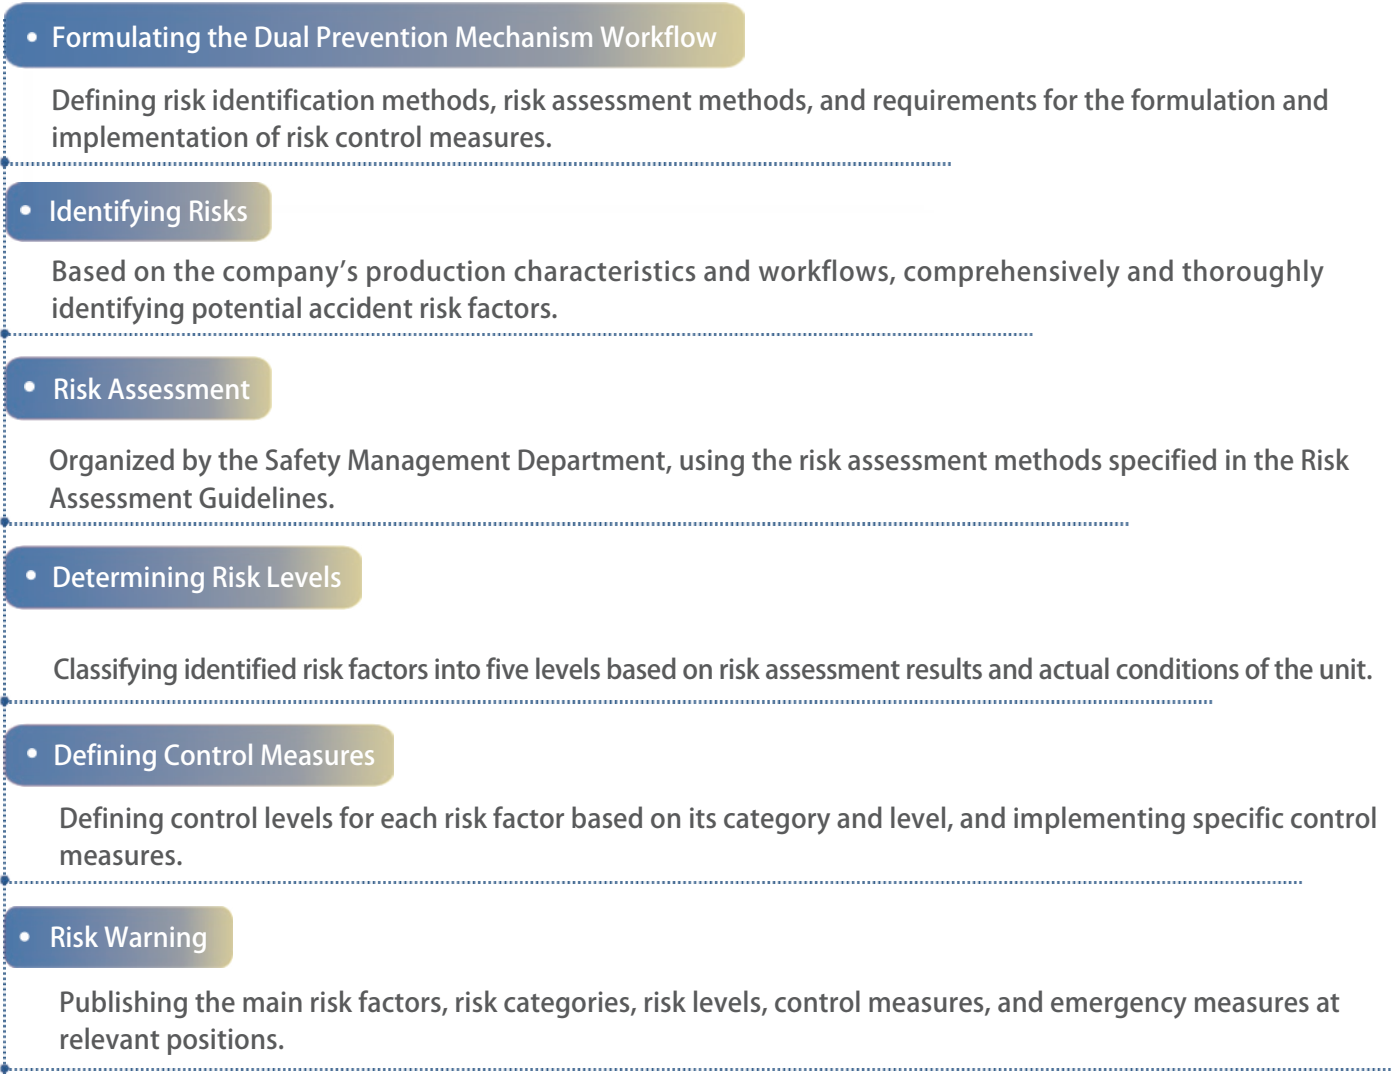 • Formulating the Dual Prevention Mechanism Workflow
Defining risk identification methods, risk assessment methods, and requirements for the formulation and
implementation of risk control measures.
• Identifying Risks
Based on the company’s production characteristics and workflows, comprehensively and thoroughly
identifying potential accident risk factors.
• Risk Assessment
Organized by the Safety Management Department, using the risk assessment methods specified in the Risk
Assessment Guidelines.
• Determining Risk Levels
Classifying identified risk factors into five levels based on risk assessment results and actual conditions of the unit.
• Defining Control Measures
Defining control levels for each risk factor based on its category and level, and implementing specific control
measures.
• Risk Warning
Publishing the main risk factors, risk categories, risk levels, control measures, and emergency measures at
relevant positions.